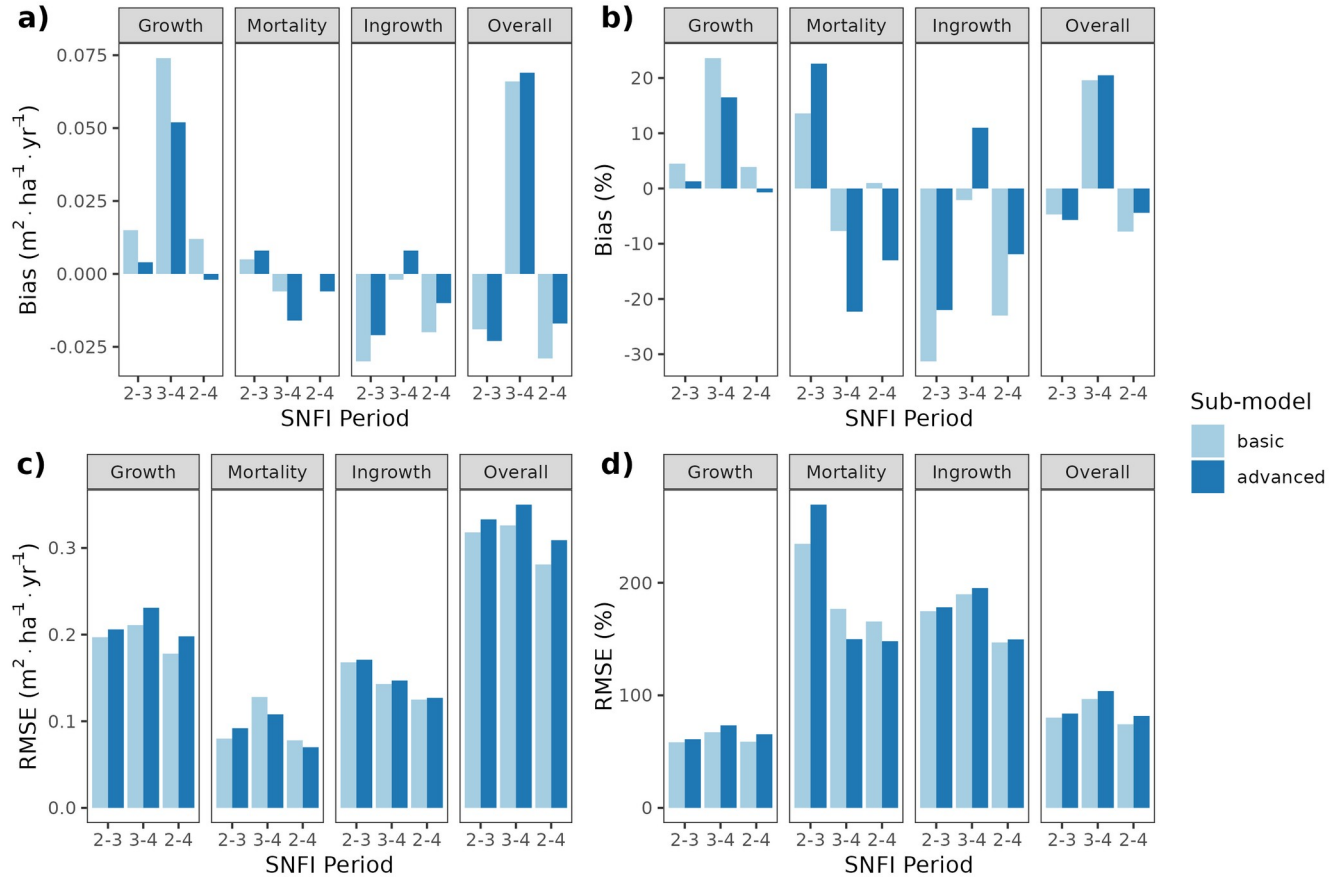 a)
Growth Mortality Ingrowth Overall
Bias (m² · ha⁻¹ · yr⁻¹)
0.075
0.050
0.025
0.000
-0.025
2-3 3-4 2-4 2-3 3-4 2-4 2-3 3-4 2-4 2-3 3-4 2-4
SNFI Period
b)
Growth Mortality Ingrowth Overall
Bias (%)
20
10
0
-10
-20
-30
2-3 3-4 2-4 2-3 3-4 2-4 2-3 3-4 2-4 2-3 3-4 2-4
SNFI Period
c)
Growth Mortality Ingrowth Overall
RMSE (m² · ha⁻¹ · yr⁻¹)
0.3
0.2
0.1
0.0
2-3 3-4 2-4 2-3 3-4 2-4 2-3 3-4 2-4 2-3 3-4 2-4
SNFI Period
d)
Growth Mortality Ingrowth Overall
RMSE (%)
200
100
0
2-3 3-4 2-4 2-3 3-4 2-4 2-3 3-4 2-4 2-3 3-4 2-4
SNFI Period
Sub-model
basic
advanced